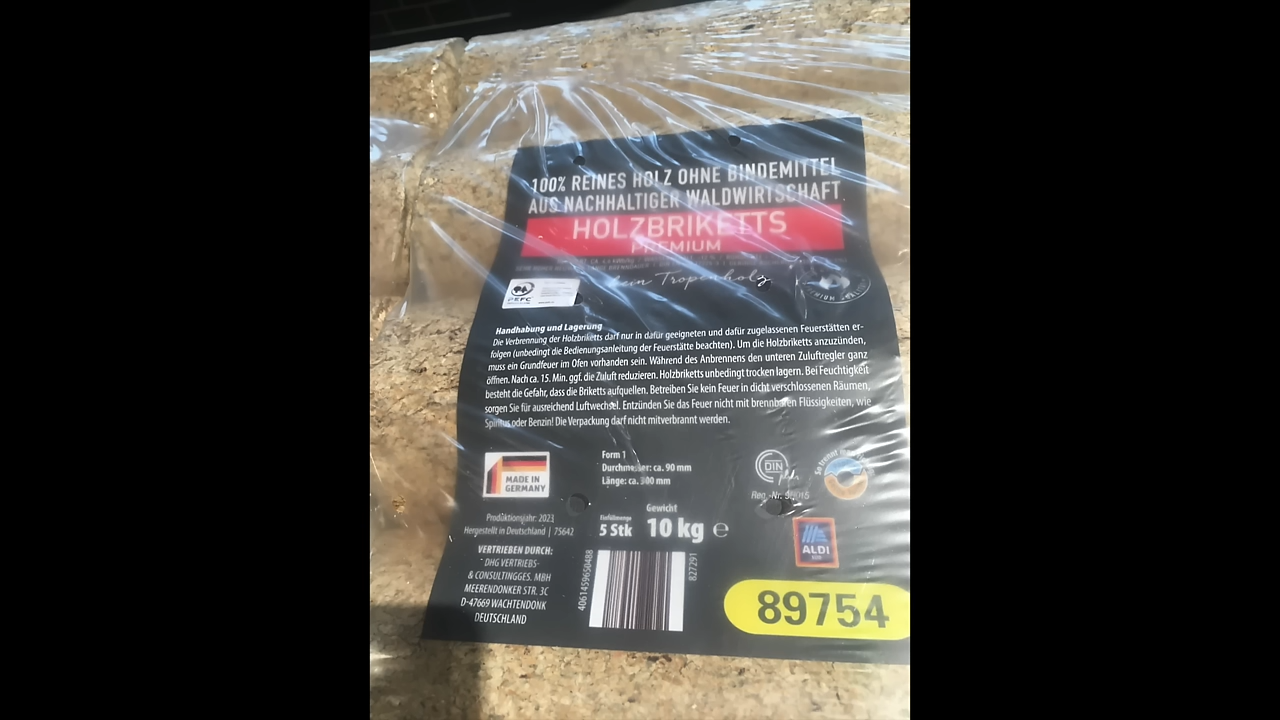 100% REINES HOLZ OHNE BINDEMITTEL
AUS NACHHALTIGER WALDWIRTSCHAFT
HOLZBRIKETTS
PREMIUM
kein Tropenholz
PEFC
Handhabung und Lagerung
Die Verbrennung der Holzbriketts darf nur in dafür geeigneten und dafür zugelassenen Feuerstätten er-
folgen (unbedingt die Bedienungsanleitung der Feuerstätte beachten). Um die Holzbriketts anzuzünden,
muss ein Grundfeuer im Ofen vorhanden sein. Während des Anbrennens den unteren Zuluftregler ganz
öffnen. Nach ca. 15. Min. ggf. die Zuluft reduzieren. Holzbriketts unbedingt trocken lagern. Bei Feuchtigkeit
besteht die Gefahr, dass die Briketts aufquellen. Betreiben Sie kein Feuer in dicht verschlossenen Räumen,
sorgen Sie für ausreichend Luftwechsel. Entzünden Sie das Feuer nicht mit brennbaren Flüssigkeiten, wie
Spiritus oder Benzin! Die Verpackung darf nicht mitverbrannt werden.
MADE IN
GERMANY
Form 1
Durchmesser: ca. 90 mm
Länge: ca. 300 mm
DIN
plus
Reg.-Nr.
So brennt man
Produktionsjahr: 2021
Hergestellt in Deutschland | 75642
Gewicht
5 Stk
10 kg ℮
ALDI
VERTRIEBEN DURCH:
DHG VERTRIEBS-
& CONSULTINGGES. MBH
MEERENDONKER STR. 3C
D-47669 WACHTENDONK
DEUTSCHLAND
4061459650488
827291
89754